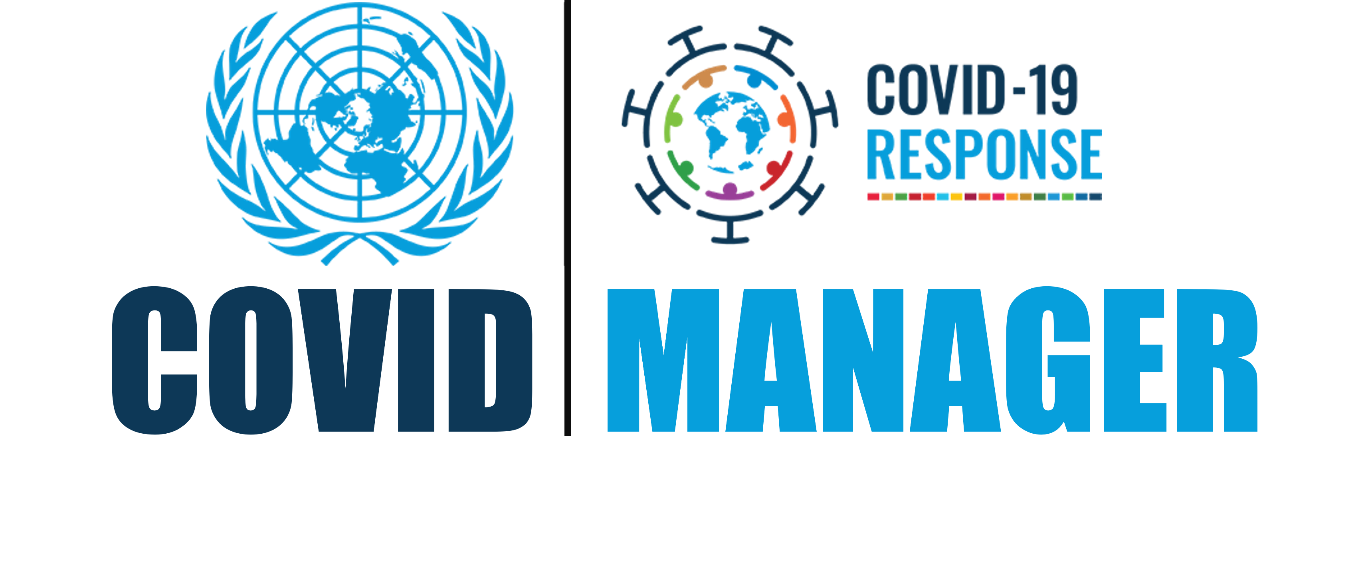 COVID-19
RESPONSE
COVID MANAGER